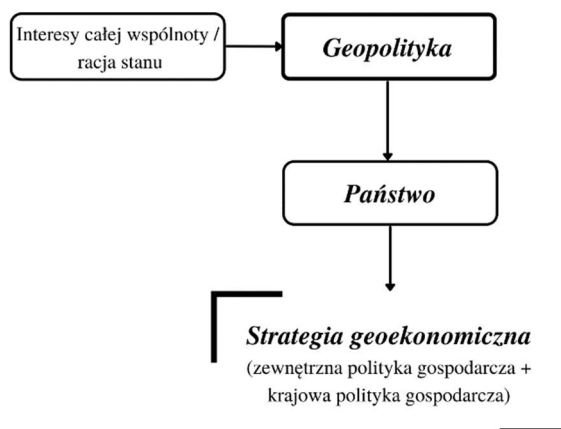 Interesy całej wspólnoty /
racja stanu
Geopolityka
Państwo
Strategia geoekonomiczna
(zewnętrzna polityka gospodarcza +
krajowa polityka gospodarcza)